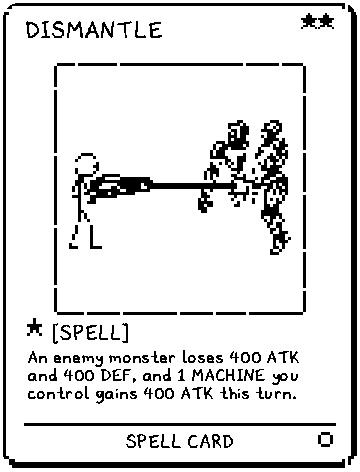 DISMANTLE
[SPELL]
An enemy monster loses 400 ATK
and 400 DEF, and 1 MACHINE you
control gains 400 ATK this turn.
SPELL CARD